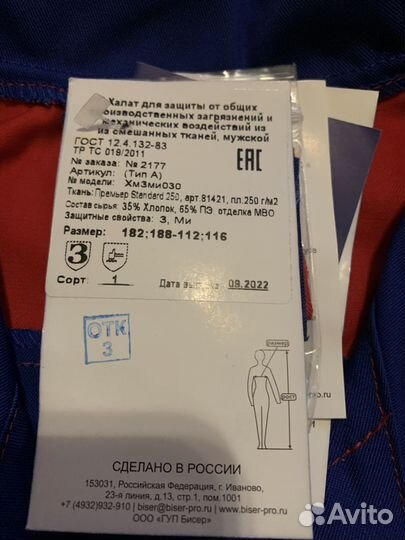 Халат для защиты от общих
производственных загрязнений и
механических воздействий из
из смешанных тканей, мужской
ГОСТ 12.4.132-83
ТР ТС 019/2011
№ заказа: № 2177
Артикул: (Тип А)
№ модели: Хм3ми030
Ткань: Премьер Standard 250, арт.81421, пл.250 г/м2
Состав сырья: 35% Хлопок, 65% ПЭ отделка МВО
Защитные свойства: З, Ми
Размер: 182;188-112;116
З
Сорт: 1
Дата 09.2022
ЕАС
ОТК
3
размер
рост
СДЕЛАНО В РОССИИ
153031, Российская Федерация, г. Иваново,
23-я линия, д.13, стр.1, пом.1001
+7 (4932)932-910 | biser@biser-pro.ru | biser-pro.ru
ООО «ГУП Бисер»
Avito